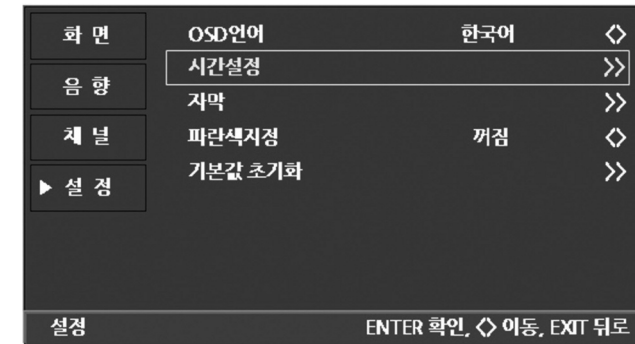 화 면
음 향
채 널
▶ 설 정
OSD언어 한국어 <>
시간설정 >>
자막 >>
파란색지정 꺼짐 <>
기본값 초기화 >>
설정 ENTER 확인, <> 이동, EXIT 뒤로